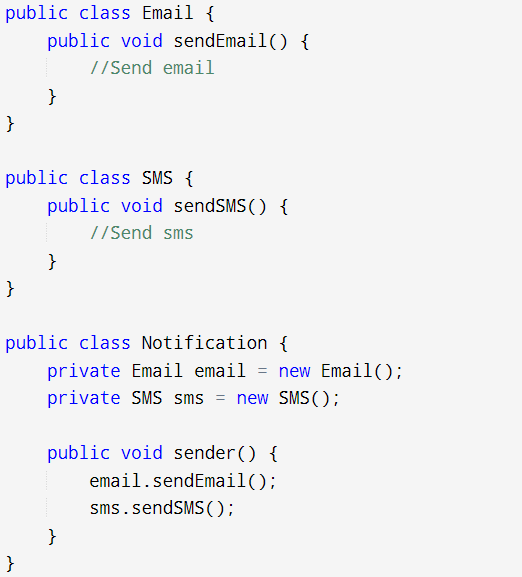 public class Email {
    public void sendEmail() {
        //Send email
    }
}

public class SMS {
    public void sendSMS() {
        //Send sms
    }
}

public class Notification {
    private Email email = new Email();
    private SMS sms = new SMS();

    public void sender() {
        email.sendEmail();
        sms.sendSMS();
    }
}